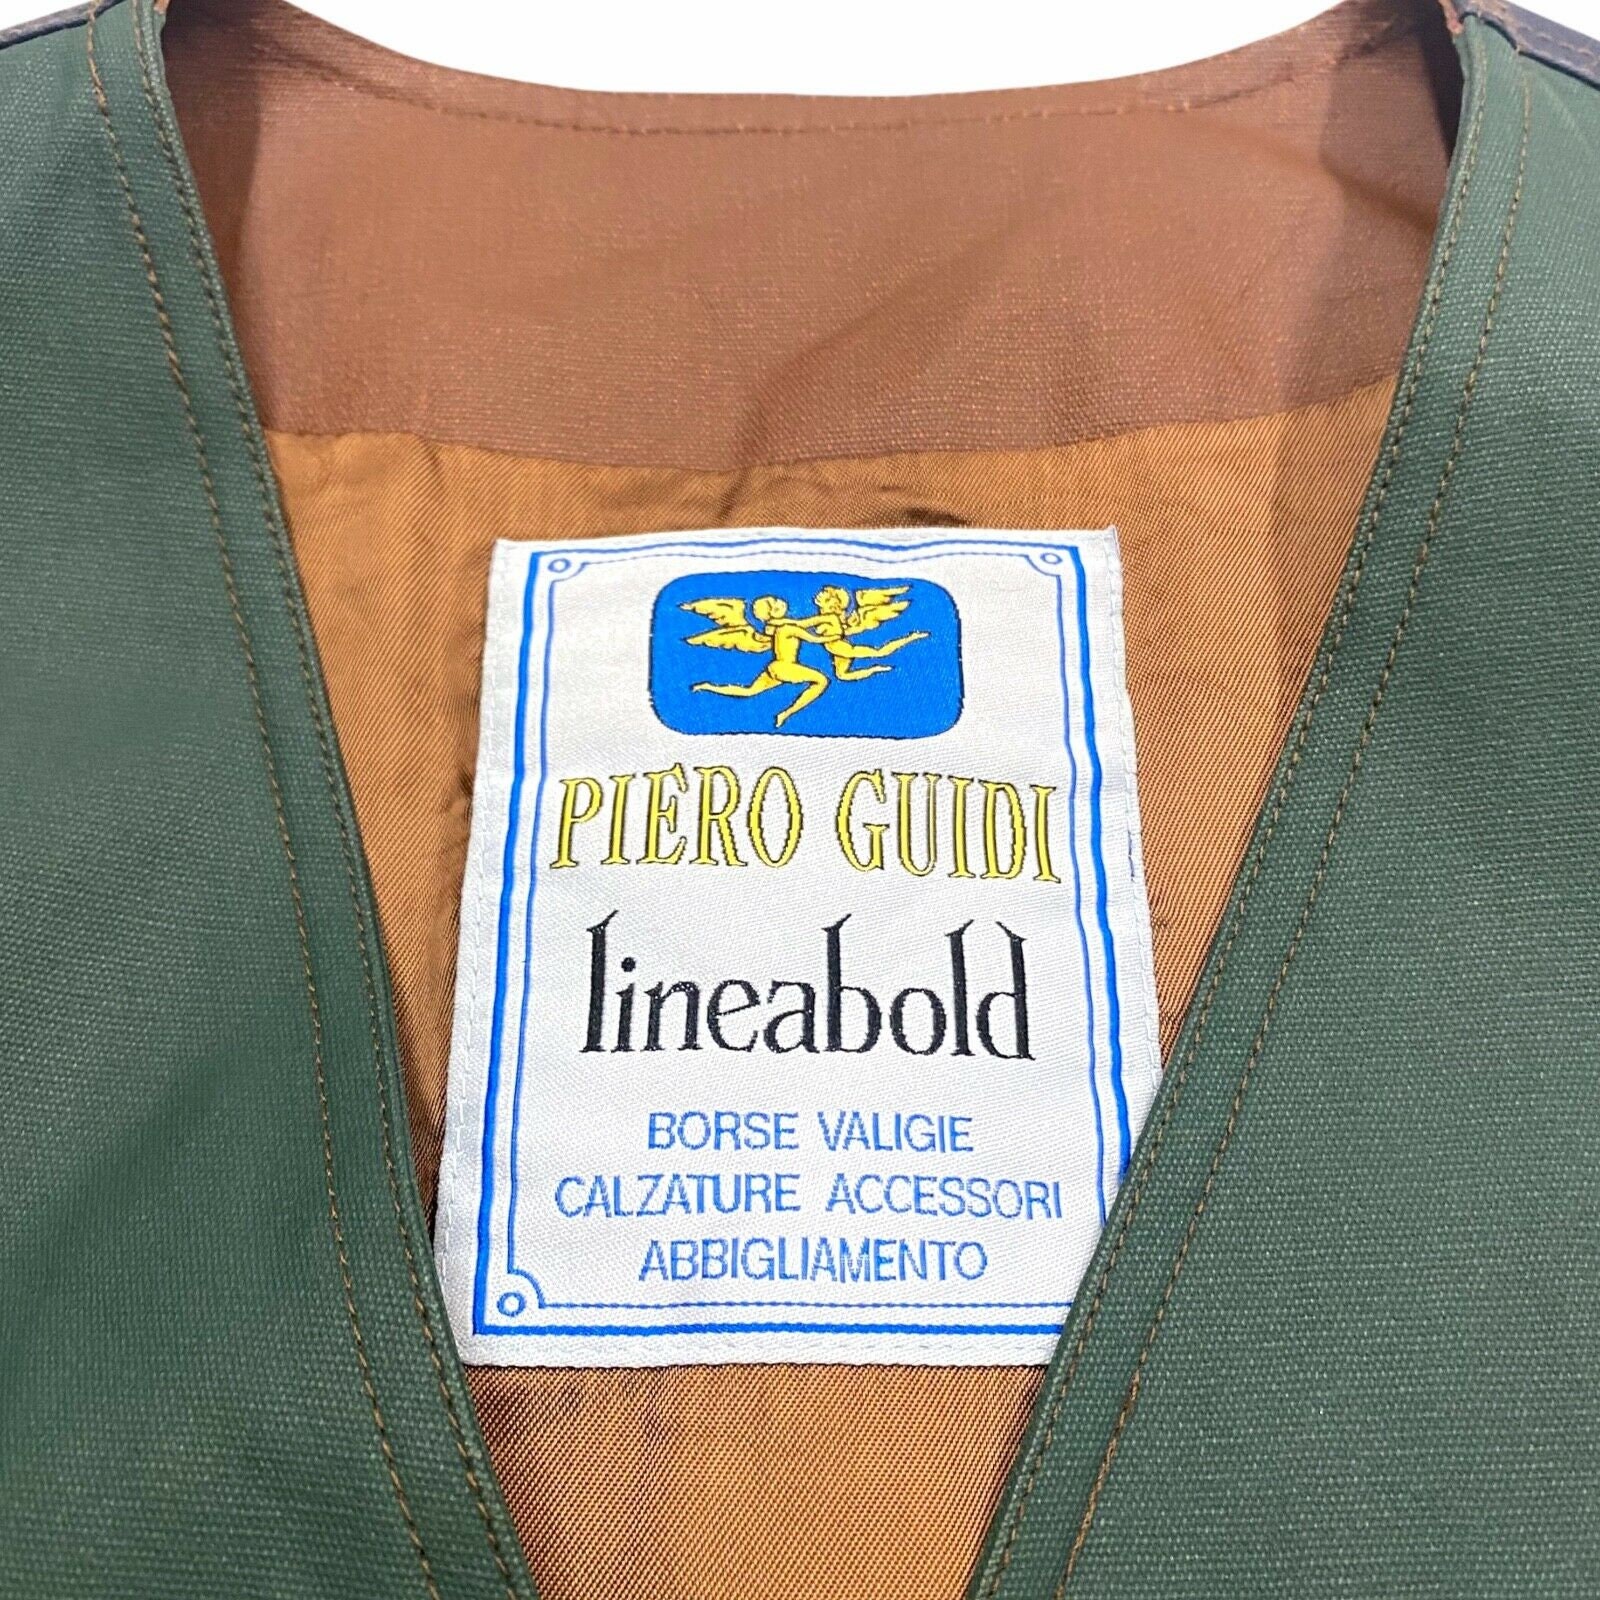 PIERO GUIDI
lineabold
BORSE VALIGIE
CALZATURE ACCESSORI
ABBIGLIAMENTO